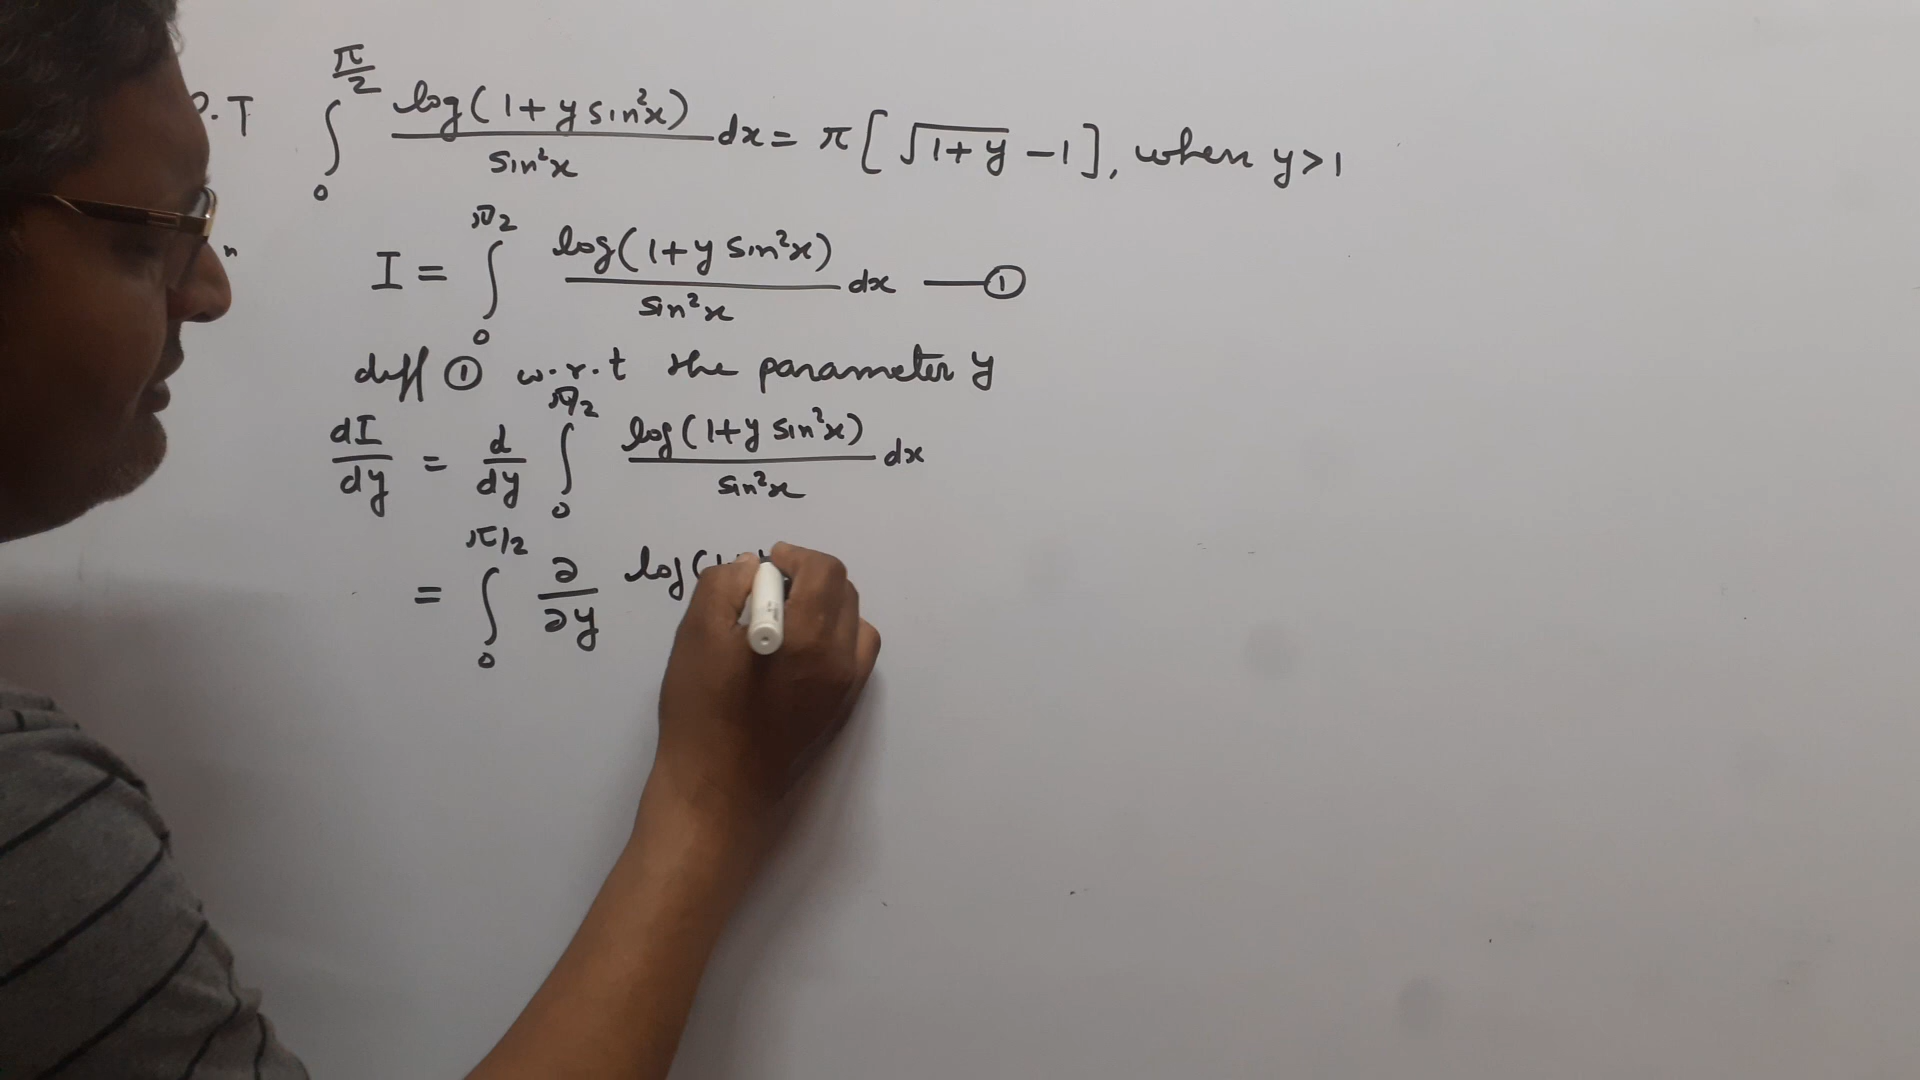 P.T ∫₀^(π/2) log(1+y sin²x)/sin²x dx = π[√(1+y) −1], when y>1
I = ∫₀^(π/2) log(1+y sin²x)/sin²x dx —①
diff ① w.r.t the parameter y
dI/dy = d/dy ∫₀^(π/2) log(1+y sin²x)/sin²x dx
= ∫₀^(π/2) ∂/∂y log(1+